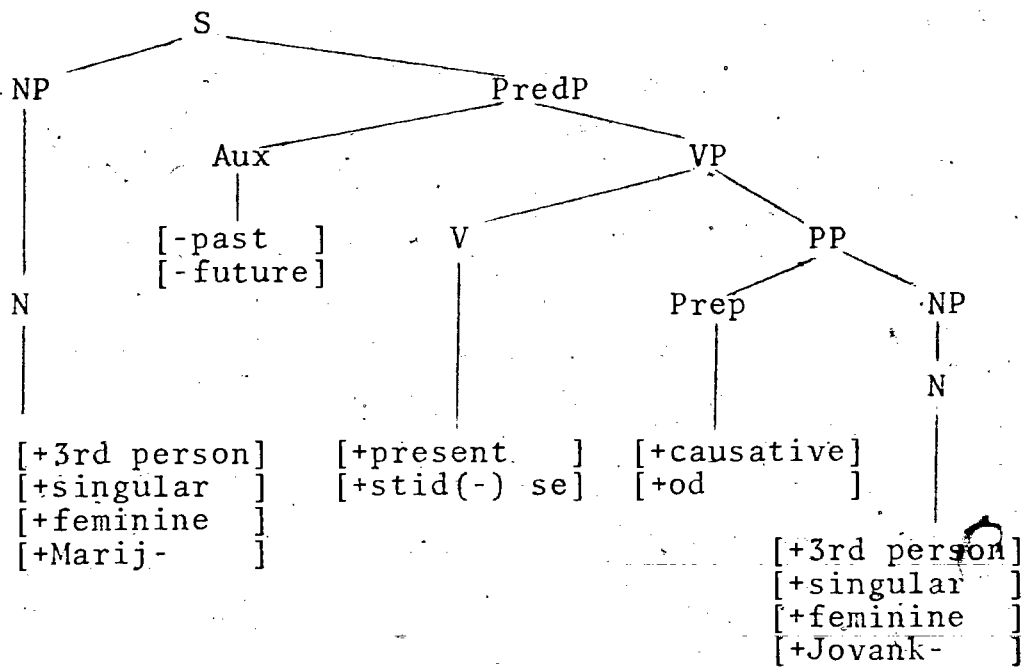 S
NP PredP
Aux VP
[-past ] V PP
[-future]
N Prep NP
N
[+3rd person] [+present ] [+causative]
[+singular ] [+stid(-) se] [+od ]
[+feminine ]
[+Marij- ] [+3rd person]
[+singular ]
[+feminine ]
[+Jovank- ]